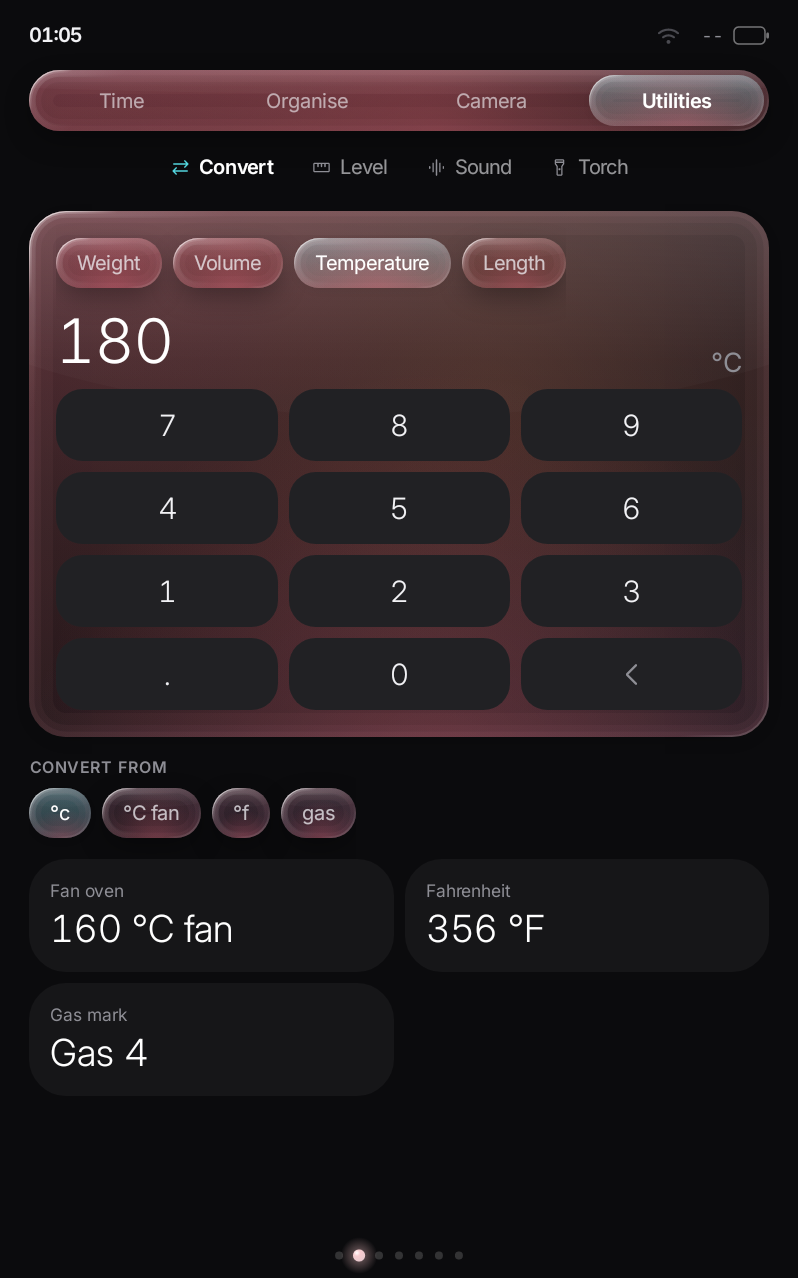 01:05
--
Time Organise Camera Utilities
Convert Level Sound Torch
Weight Volume Temperature Length
180
°C
7 8 9
4 5 6
1 2 3
. 0
CONVERT FROM
°c °C fan °f gas
Fan oven Fahrenheit
160 °C fan 356 °F
Gas mark
Gas 4